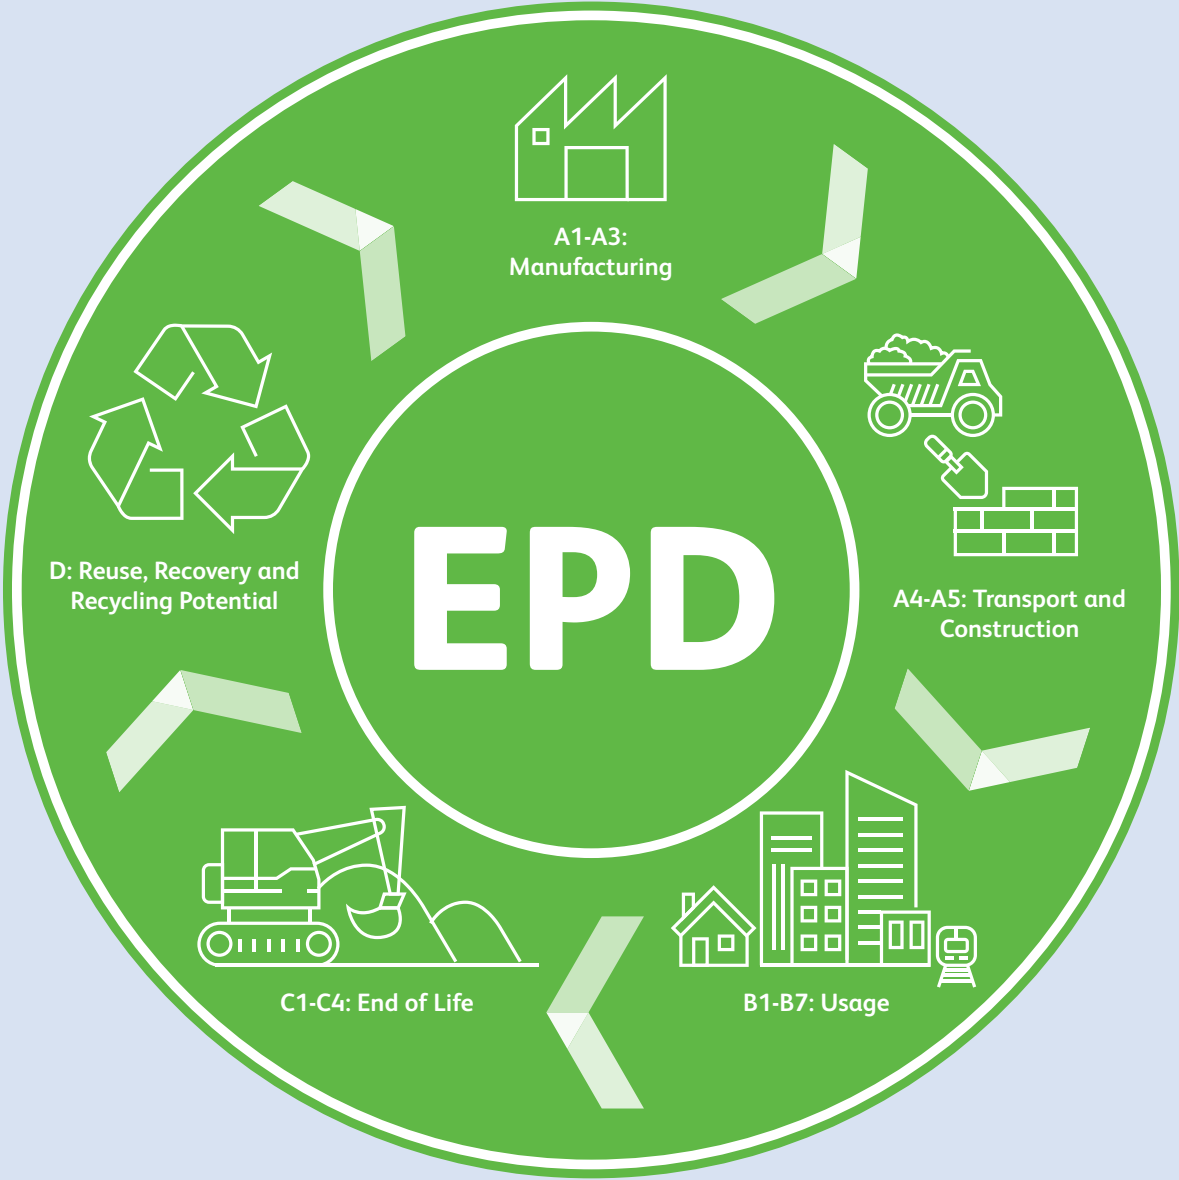 A1-A3:
Manufacturing
A4-A5: Transport and
Construction
B1-B7: Usage
C1-C4: End of Life
D: Reuse, Recovery and
Recycling Potential
EPD